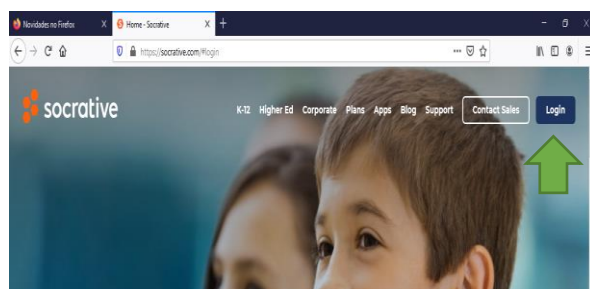 Novidades no Firefox
Home - Socrative
https://socrative.com/#login
socrative
K-12 Higher Ed Corporate Plans Apps Blog Support Contact Sales Login